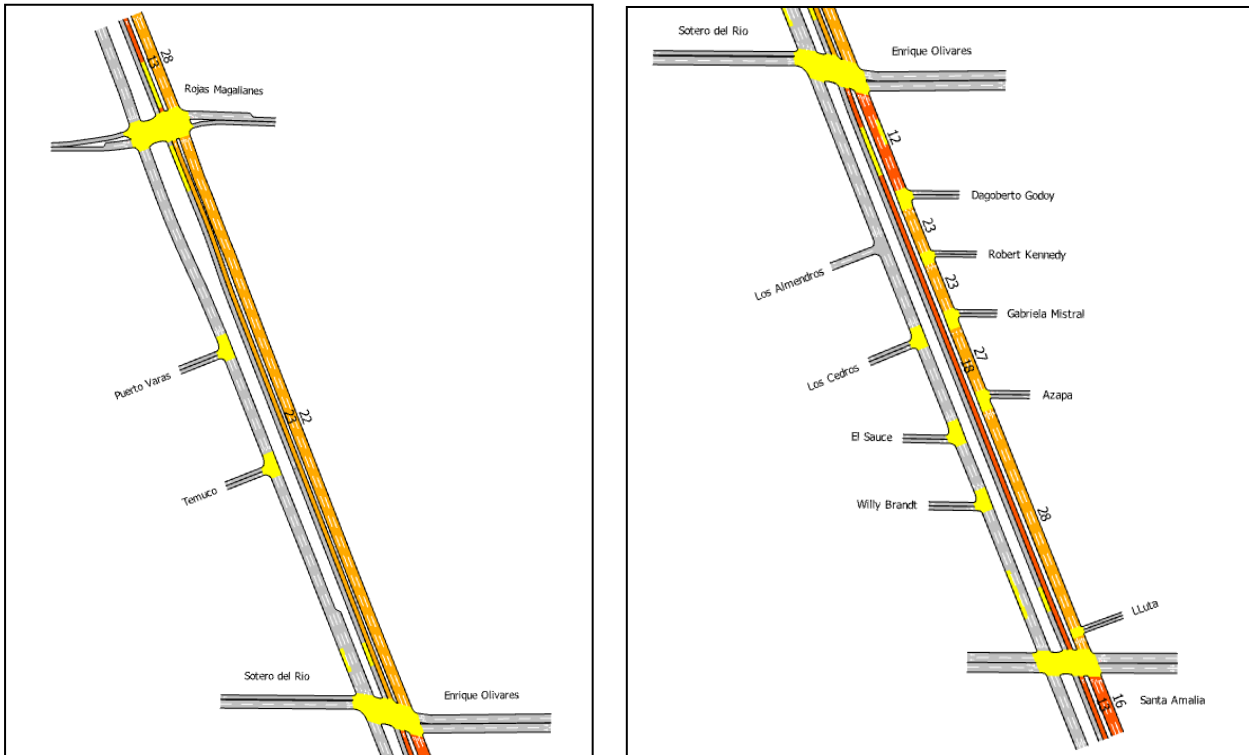 28
13
Rojas Magallanes
Puerto Varas
22
23
Temuco
Sotero del Rio
Enrique Olivares
Sotero del Rio
Enrique Olivares
12
Dagoberto Godoy
23
Robert Kennedy
Los Almendros
23
Gabriela Mistral
27
18
Los Cedros
Azapa
El Sauce
Willy Brandt
28
LLuta
Santa Amalia
16
13